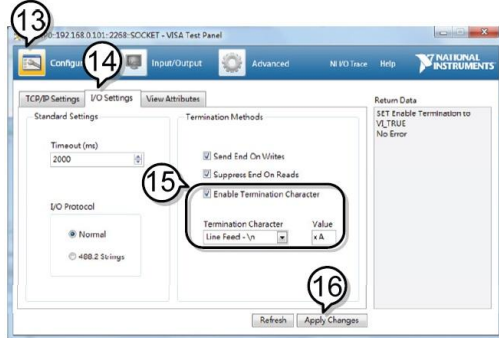 13
192.168.0.101::2268::SOCKET - VISA Test Panel
14
Input/Output
Advanced
NI I/O Trace
Help
NATIONAL INSTRUMENTS
TCP/IP Settings
I/O Settings
View Attributes
Return Data
Standard Settings
Termination Methods
SET Enable Termination to
VI_TRUE
No Error
Timeout (ms)
2000
Send End On Writes
Suppress End On Reads
15
Enable Termination Character
I/O Protocol
Termination Character
Value
Normal
Line Feed - \n
xA
488.2 Strings
16
Refresh
Apply Changes